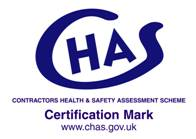 CHAS
CONTRACTORS HEALTH & SAFETY ASSESSMENT SCHEME
Certification Mark
www.chas.gov.uk